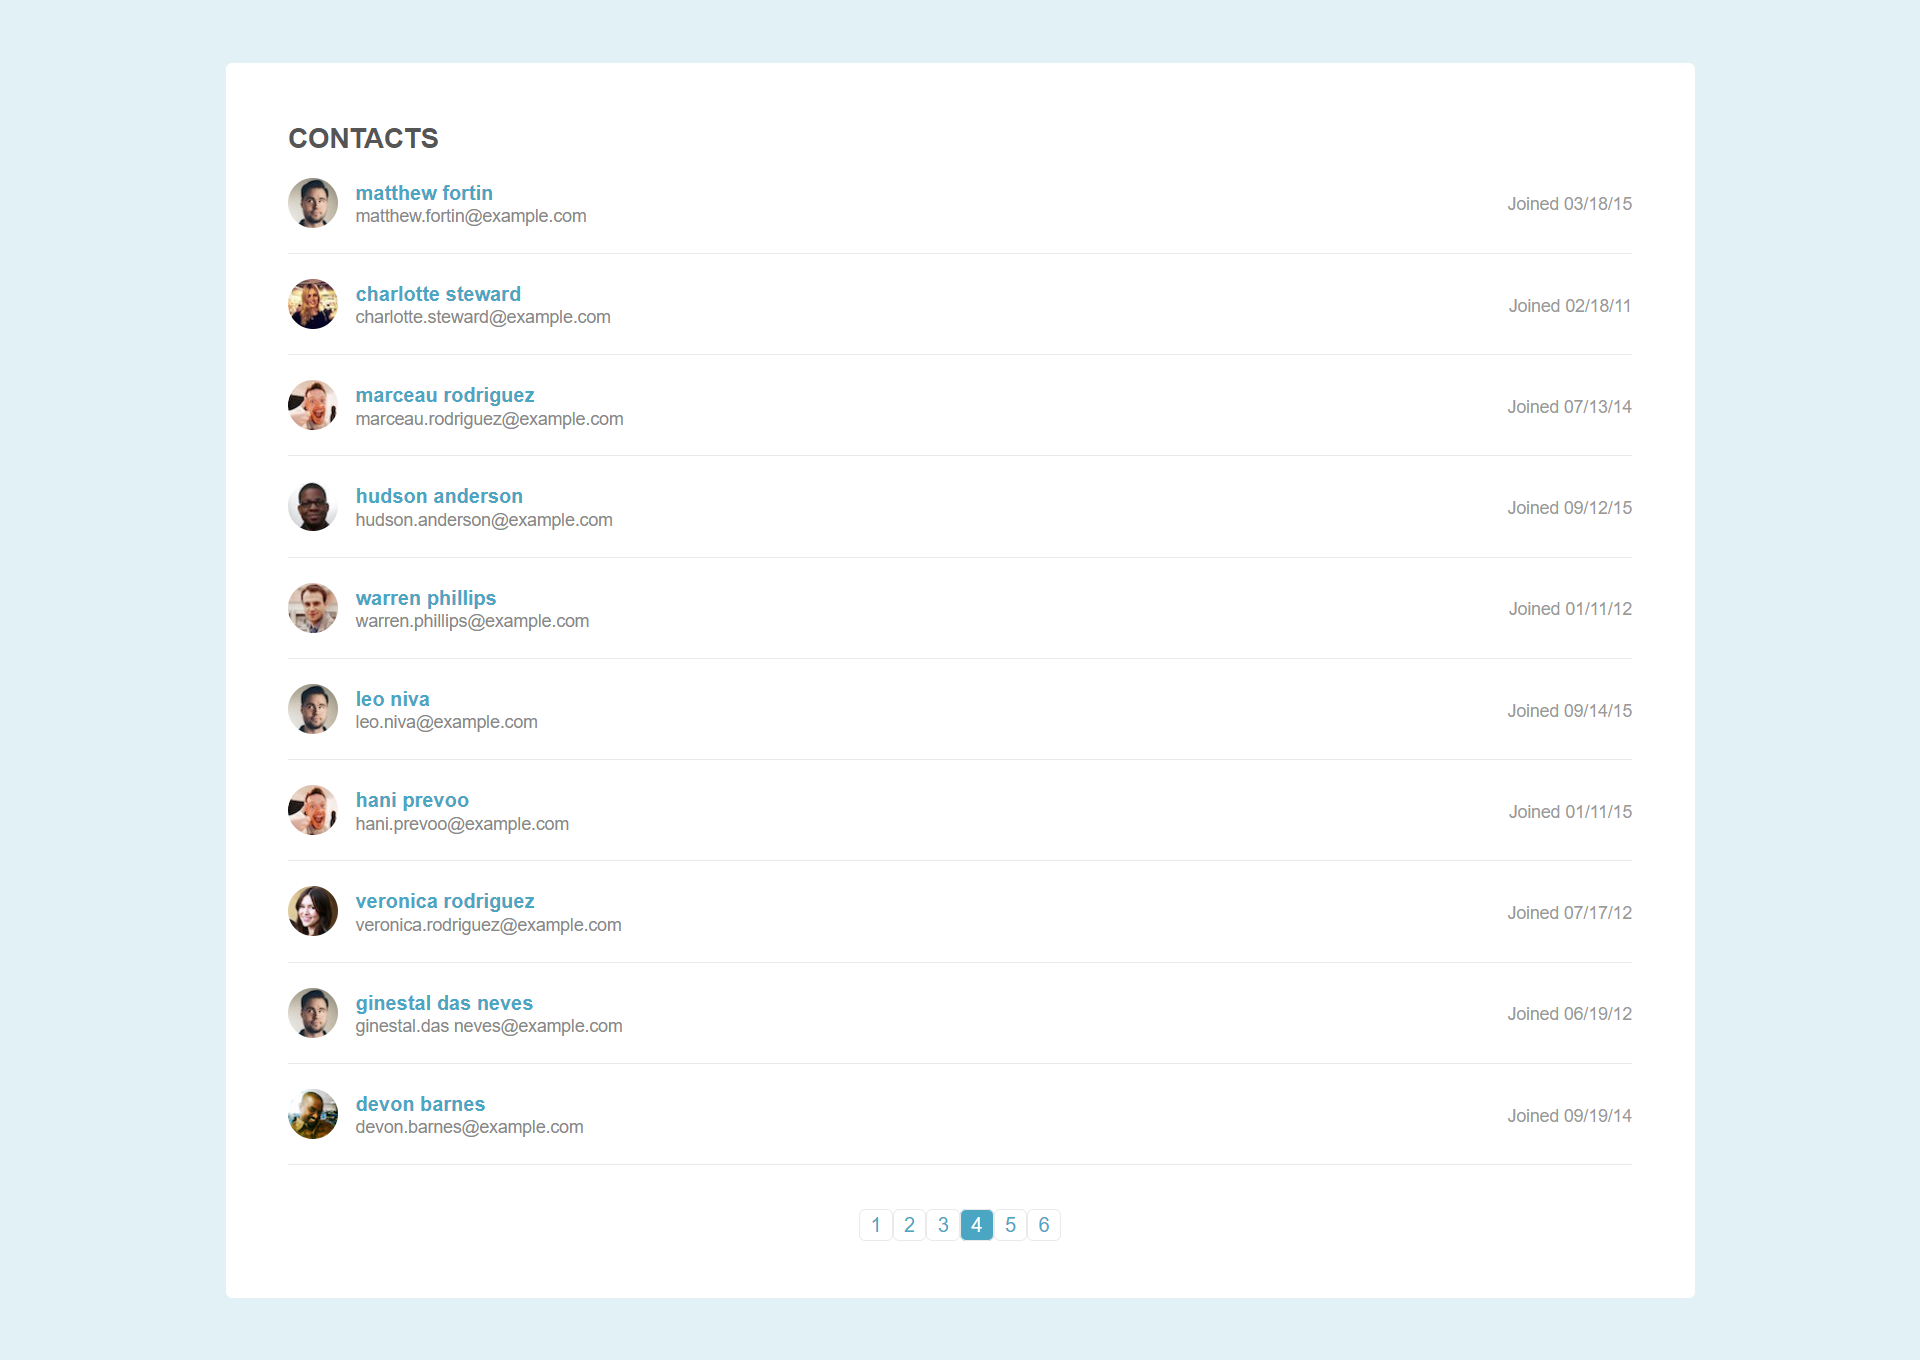 CONTACTS
matthew fortin
matthew.fortin@example.com
Joined 03/18/15
charlotte steward
charlotte.steward@example.com
Joined 02/18/11
marceau rodriguez
marceau.rodriguez@example.com
Joined 07/13/14
hudson anderson
hudson.anderson@example.com
Joined 09/12/15
warren phillips
warren.phillips@example.com
Joined 01/11/12
leo niva
leo.niva@example.com
Joined 09/14/15
hani prevoo
hani.prevoo@example.com
Joined 01/11/15
veronica rodriguez
veronica.rodriguez@example.com
Joined 07/17/12
ginestal das neves
ginestal.das neves@example.com
Joined 06/19/12
devon barnes
devon.barnes@example.com
Joined 09/19/14
1 2 3 4 5 6